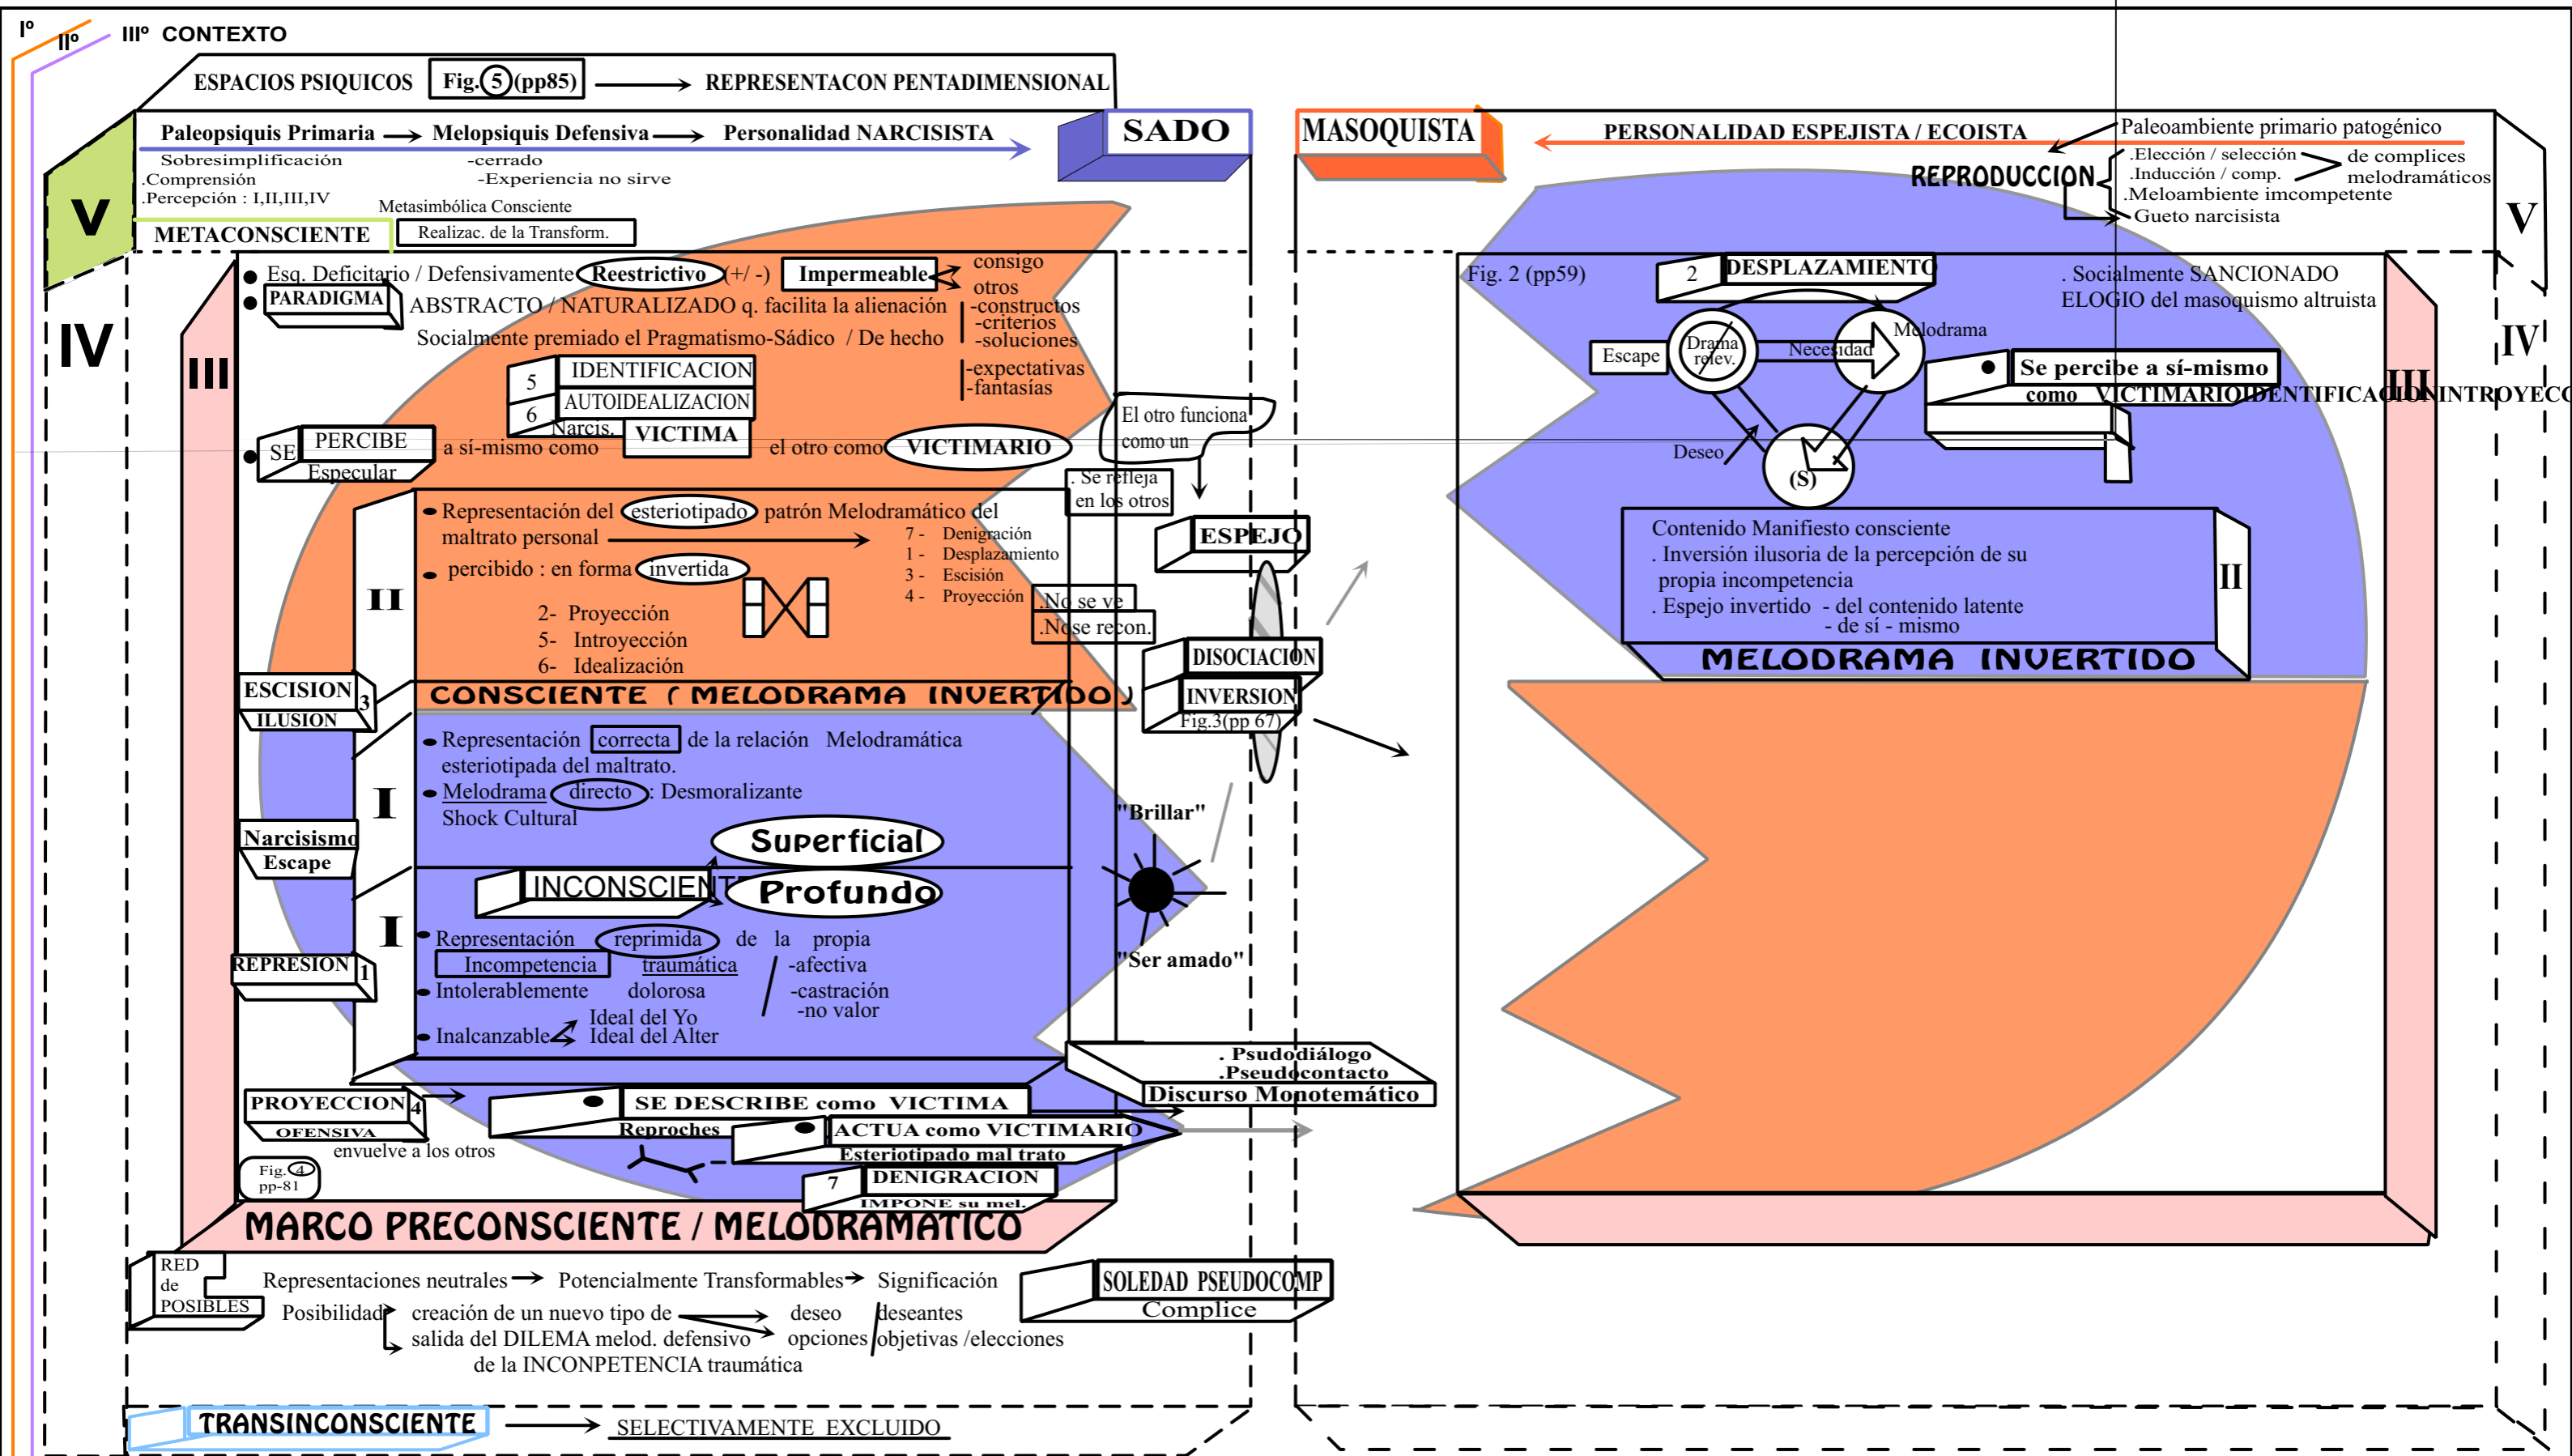 Iº
IIº
IIIº CONTEXTO
ESPACIOS PSIQUICOS Fig. 5 (pp85) REPRESENTACON PENTADIMENSIONAL
Paleopsiquis Primaria Melopsiquis Defensiva Personalidad NARCISISTA
SADO
Sobresimplificación
.Comprensión
.Percepción : I,II,III,IV
-cerrado
-Experiencia no sirve
V
Metasimbólica Consciente
METACONSCIENTE
Realizac. de la Transform.
MASOQUISTA
PERSONALIDAD ESPEJISTA / ECOISTA
Paleoambiente primario patogénico
REPRODUCCION
.Elección / selección
.Inducción / comp.
de complices
melodramáticos
.Meloambiente imcompetente
Gueto narcisista
V
IV
III
Esq. Deficitario / Defensivamente Reestrictivo (+/ -) Impermeable
consigo
otros
PARADIGMA
ABSTRACTO / NATURALIZADO q. facilita la alienación
-constructos
-criterios
-soluciones
Socialmente premiado el Pragmatismo-Sádico / De hecho
-expectativas
-fantasías
5 IDENTIFICACION
6 AUTOIDEALIZACION
Narcis.
SE PERCIBE a sí-mismo como VICTIMA el otro como VICTIMARIO
Especular
El otro funciona
como un
. Se refleja
en los otros
ESPEJO
II
Representación del esteriotipado patrón Melodramático del
maltrato personal
7 - Denigración
1 - Desplazamiento
3 - Escisión
4 - Proyección
percibido : en forma invertida
2- Proyección
5- Introyección
6- Idealización
.No se ve
.Nose recon.
DISOCIACION
INVERSION
Fig.3(pp 67)
ESCISION 3
ILUSION
CONSCIENTE ( MELODRAMA INVERTIDO )
I
Representación correcta de la relación Melodramática
esteriotipada del maltrato.
Melodrama directo : Desmoralizante
Shock Cultural
Narcisismo
Escape
Superficial
INCONSCIENTE
Profundo
"Brillar"
"Ser amado"
I
Representación reprimida de la propia
Incompetencia traumática
-afectiva
REPRESION 1
Intolerablemente dolorosa
-castración
-no valor
Inalcanzable
Ideal del Yo
Ideal del Alter
. Psudodiálogo
.Pseudocontacto
Discurso Monotemático
PROYECCION 4
OFENSIVA
envuelve a los otros
SE DESCRIBE como VICTIMA
Reproches
ACTUA como VICTIMARIO
Esteriotipado mal trato
7 DENIGRACION
IMPONE su mel.
Fig. 4
pp-81
MARCO PRECONSCIENTE / MELODRAMATICO
RED
de
POSIBLES
Representaciones neutrales Potencialmente Transformables Significación
Posibilidad
creación de un nuevo tipo de deseo deseantes
salida del DILEMA melod. defensivo opciones objetivas /elecciones
de la INCONPETENCIA traumática
SOLEDAD PSEUDOCOMP
Complice
TRANSINCONSCIENTE SELECTIVAMENTE EXCLUIDO
Fig. 2 (pp59)
2 DESPLAZAMIENTO
. Socialmente SANCIONADO
ELOGIO del masoquismo altruista
Escape
Drama
relev.
Necesidad
Melodrama
Deseo
(S)
Se percibe a sí-mismo
como VICTIMARIOIDENTIFICACIONINTROYECC
III
IV
Contenido Manifiesto consciente
. Inversión ilusoria de la percepción de su
propia incompetencia
. Espejo invertido - del contenido latente
- de sí - mismo
MELODRAMA INVERTIDO
II